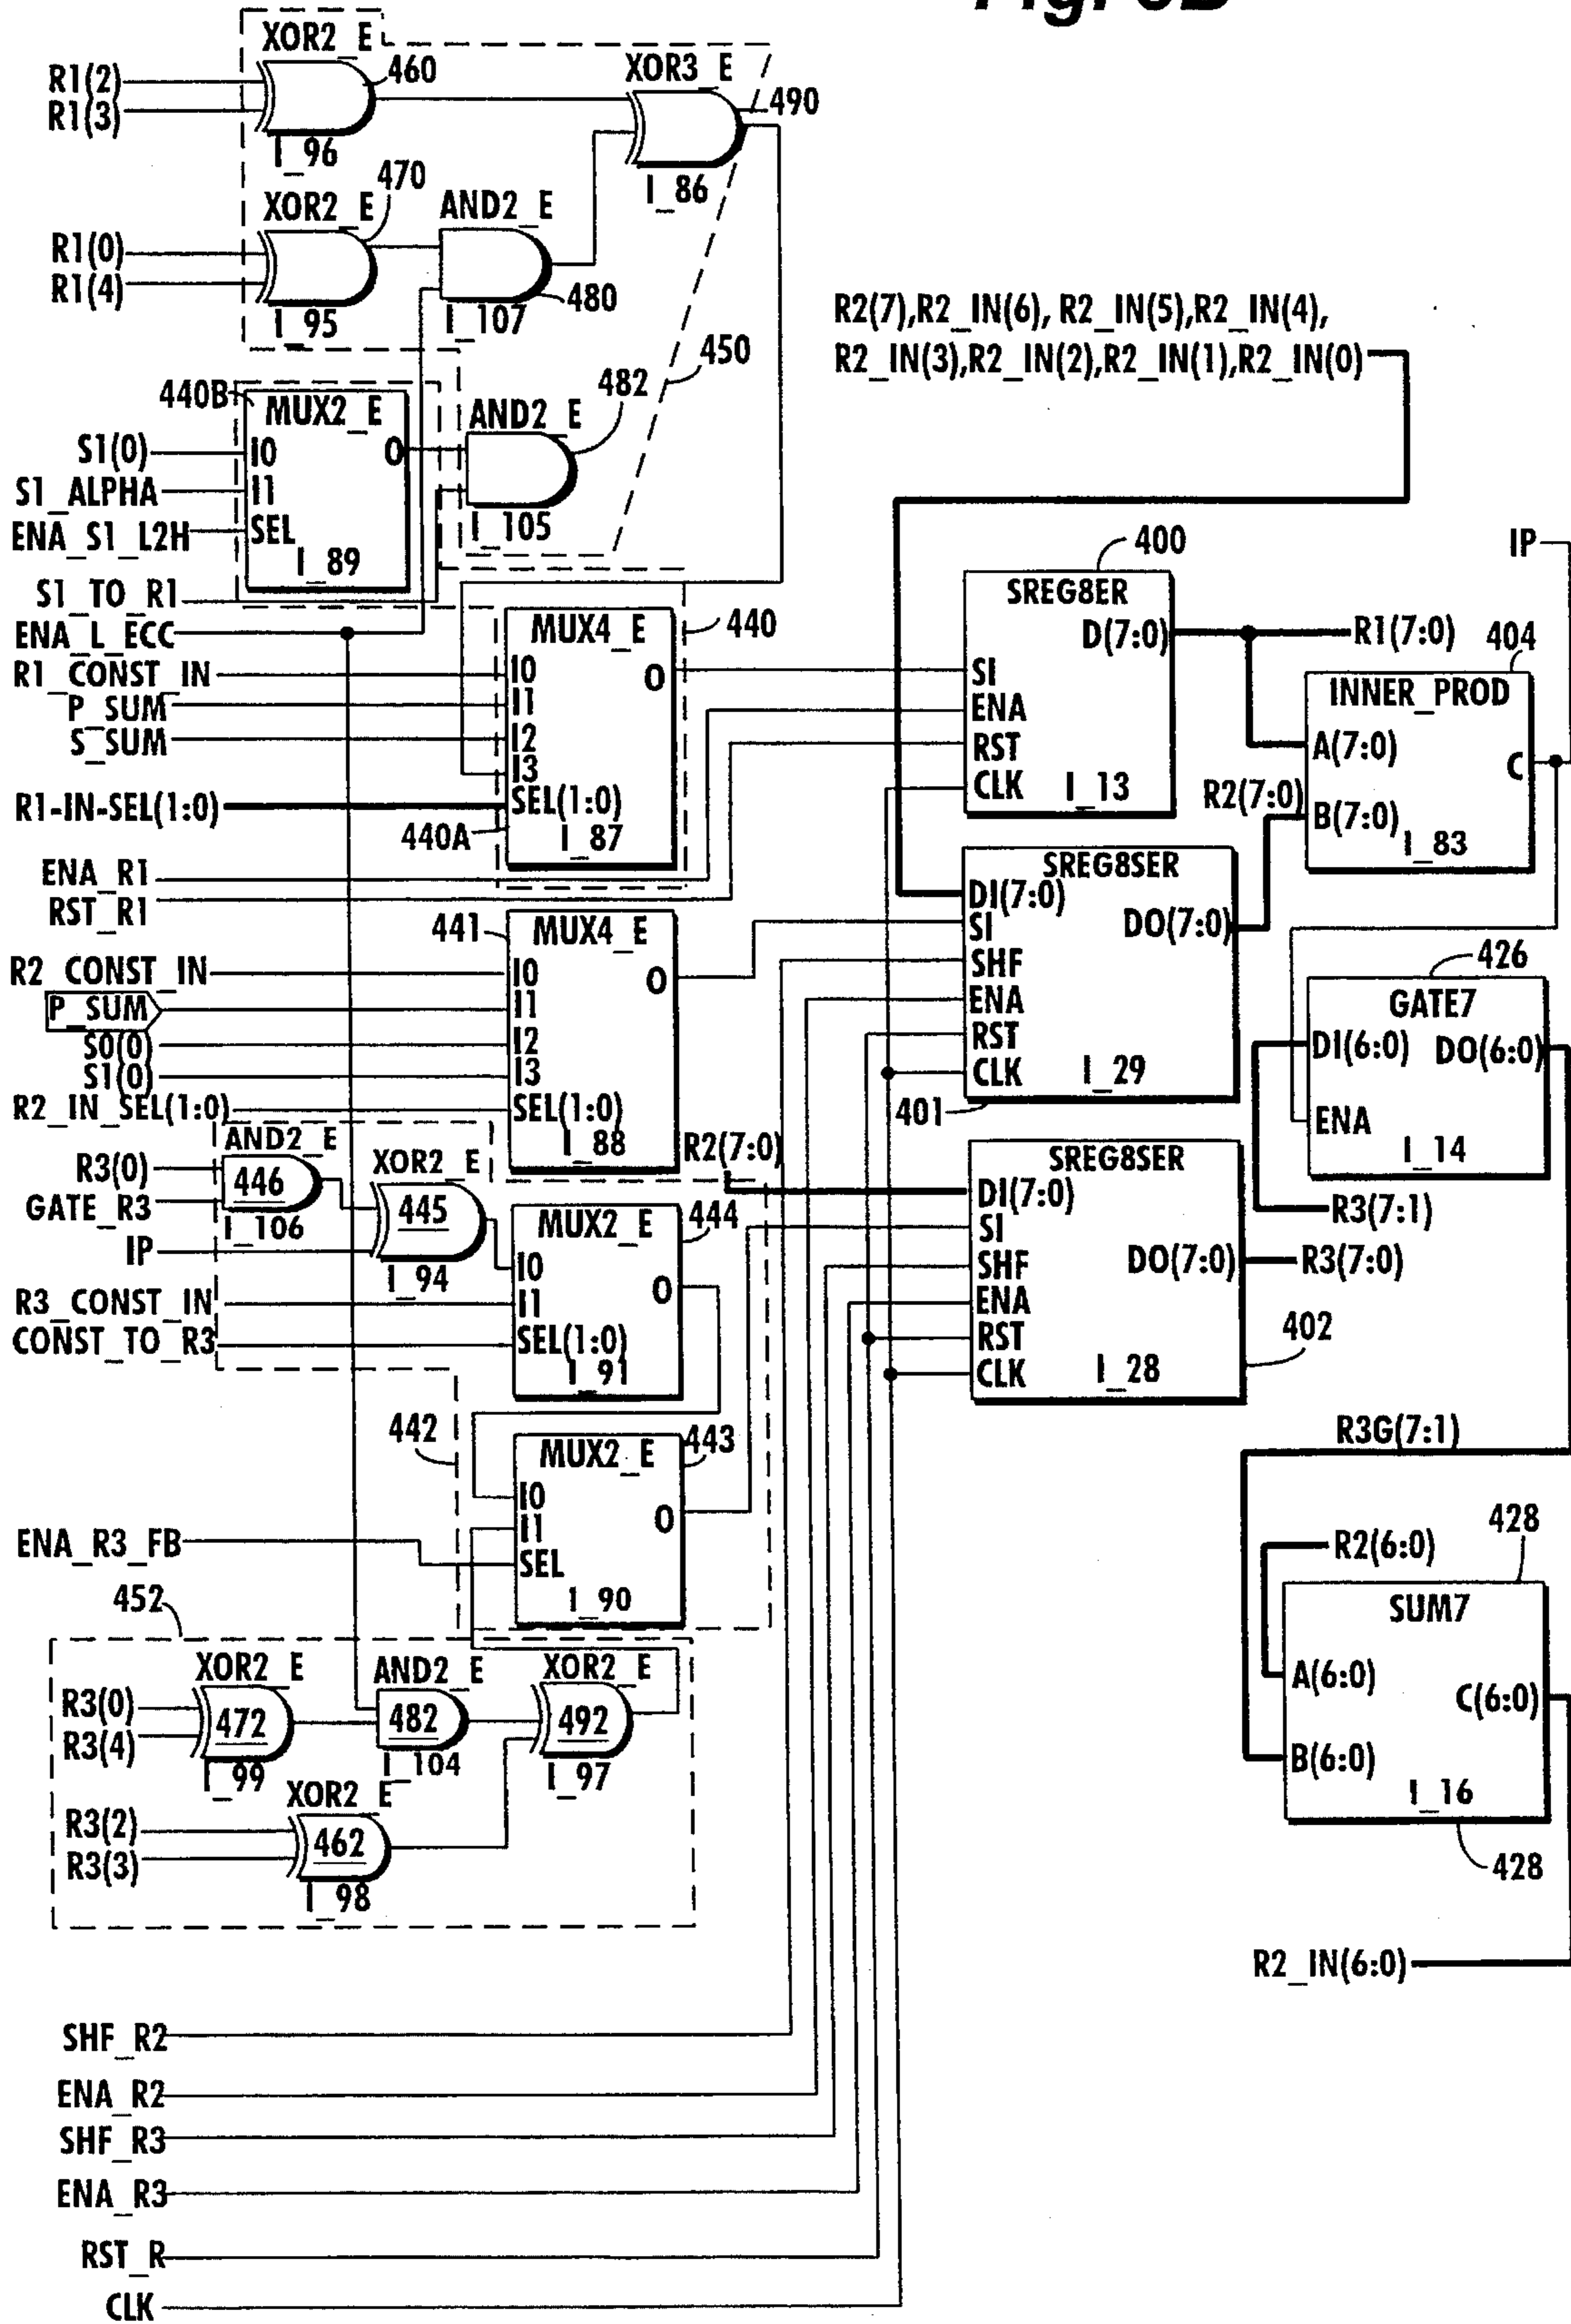 XOR2_E
R1(2)
R1(3)
460
I_96
XOR3_E
490
I_86
470
XOR2_E
R1(0)
R1(4)
I_95
AND2_E
480
I_107
450
R2(7),R2_IN(6), R2_IN(5),R2_IN(4),
R2_IN(3),R2_IN(2),R2_IN(1),R2_IN(0)
440B
MUX2_E
S1(0)
I0
O
S1_ALPHA
I1
ENA_S1_L2H
SEL
I_89
482
AND2_E
I_105
S1_TO_R1
ENA_L_ECC
R1_CONST_IN
P_SUM
S_SUM
R1-IN-SEL(1:0)
MUX4_E
440
I0
O
I1
I2
I3
SEL(1:0)
440A
I_87
ENA_R1
RST_R1
400
SREG8ER
D(7:0)
SI
ENA
RST
CLK
I_13
R1(7:0)
IP
404
INNER_PROD
A(7:0)
C
R2(7:0)
B(7:0)
I_83
441
MUX4_E
R2_CONST_IN
I0
O
P_SUM
I1
S0(0)
I2
S1(0)
I3
R2_IN_SEL(1:0)
SEL(1:0)
I_88
SREG8SER
DI(7:0)
DO(7:0)
SI
SHF
ENA
RST
CLK
I_29
401
426
GATE7
DI(6:0)
DO(6:0)
ENA
I_14
R3(7:1)
AND2_E
R3(0)
446
GATE_R3
I_106
XOR2_E
445
IP
I_94
R2(7:0)
MUX2_E
444
I0
O
R3_CONST_IN
I1
CONST_TO_R3
SEL(1:0)
I_91
SREG8SER
DI(7:0)
SI
SHF
DO(7:0)
R3(7:0)
ENA
RST
CLK
I_28
402
442
MUX2_E
443
I0
O
I1
ENA_R3_FB
SEL
I_90
R3G(7:1)
428
R2(6:0)
SUM7
A(6:0)
C(6:0)
B(6:0)
I_16
428
R2_IN(6:0)
452
XOR2_E
R3(0)
R3(4)
472
I_99
AND2_E
482
I_104
XOR2_E
492
I_97
XOR2_E
R3(2)
R3(3)
462
I_98
SHF_R2
ENA_R2
SHF_R3
ENA_R3
RST_R
CLK